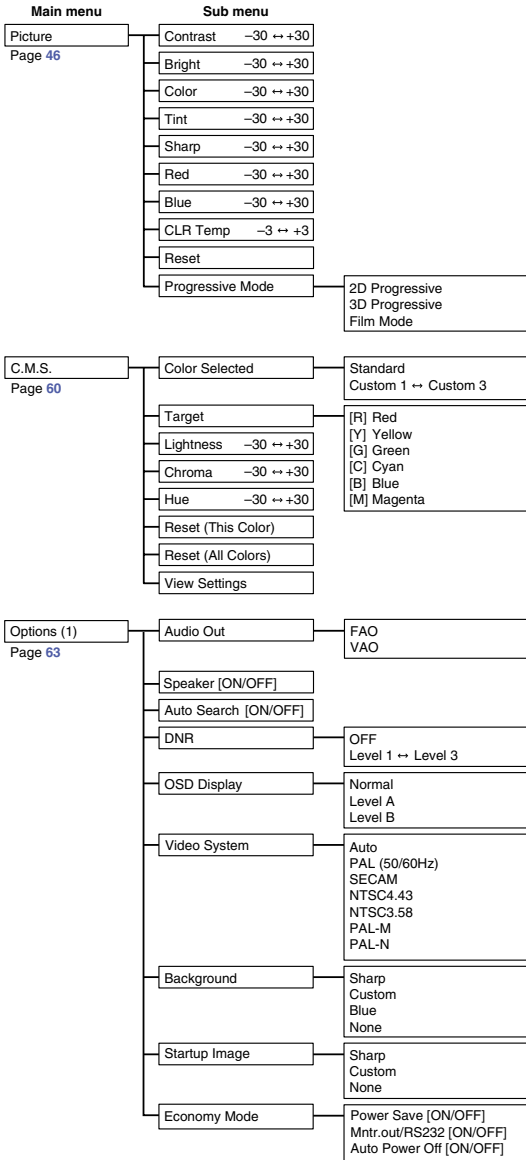 Main menu
Sub menu
Picture
Page 46
Contrast –30 ↔ +30
Bright –30 ↔ +30
Color –30 ↔ +30
Tint –30 ↔ +30
Sharp –30 ↔ +30
Red –30 ↔ +30
Blue –30 ↔ +30
CLR Temp –3 ↔ +3
Reset
Progressive Mode
2D Progressive
3D Progressive
Film Mode
C.M.S.
Page 60
Color Selected
Standard
Custom 1 ↔ Custom 3
Target
[R] Red
[Y] Yellow
[G] Green
[C] Cyan
[B] Blue
[M] Magenta
Lightness –30 ↔ +30
Chroma –30 ↔ +30
Hue –30 ↔ +30
Reset (This Color)
Reset (All Colors)
View Settings
Options (1)
Page 63
Audio Out
FAO
VAO
Speaker [ON/OFF]
Auto Search [ON/OFF]
DNR
OFF
Level 1 ↔ Level 3
OSD Display
Normal
Level A
Level B
Video System
Auto
PAL (50/60Hz)
SECAM
NTSC4.43
NTSC3.58
PAL-M
PAL-N
Background
Sharp
Custom
Blue
None
Startup Image
Sharp
Custom
None
Economy Mode
Power Save [ON/OFF]
Mntr.out/RS232 [ON/OFF]
Auto Power Off [ON/OFF]